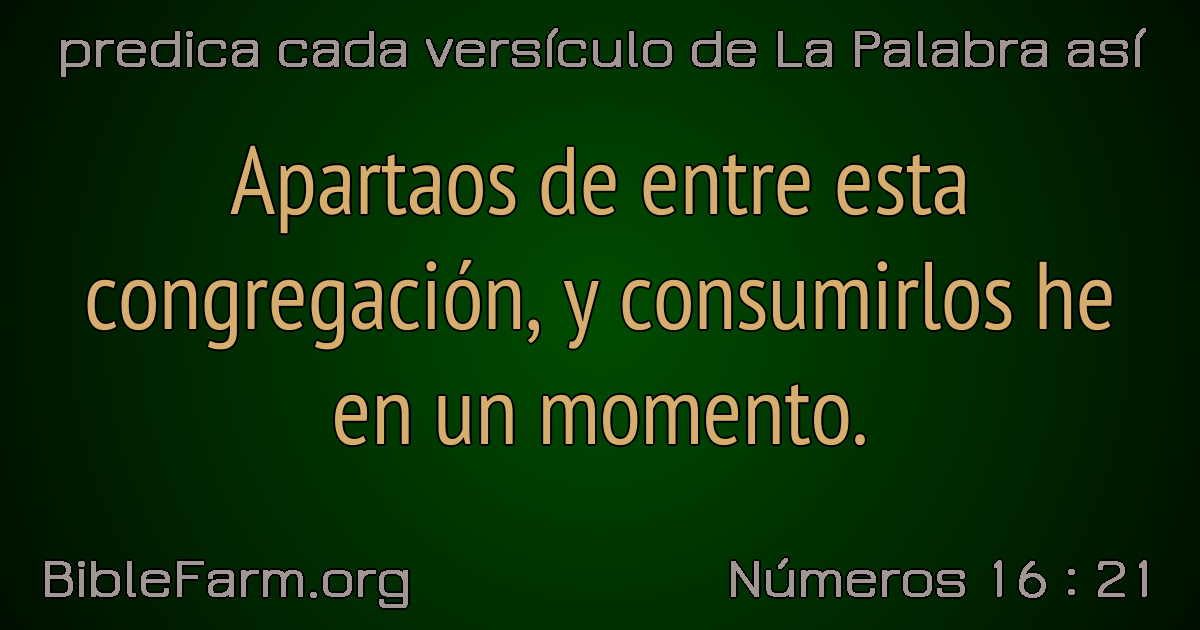 predica cada versículo de La Palabra así
Apartaos de entre esta
congregación, y consumirlos he
en un momento.
BibleFarm.org
Números 16 : 21